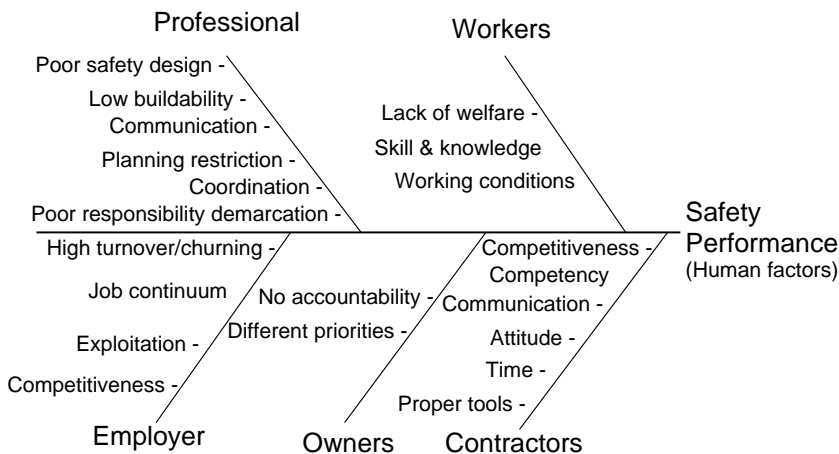 Professional
Workers
Poor safety design -
Low buildability -
Communication -
Planning restriction -
Coordination -
Poor responsibility demarcation -
Lack of welfare -
Skill & knowledge
Working conditions
Safety
Performance
(Human factors)
High turnover/churning -
Job continuum
Exploitation -
Competitiveness -
Employer
No accountability -
Different priorities -
Owners
Competitiveness -
Competency
Communication -
Attitude -
Time -
Proper tools -
Contractors